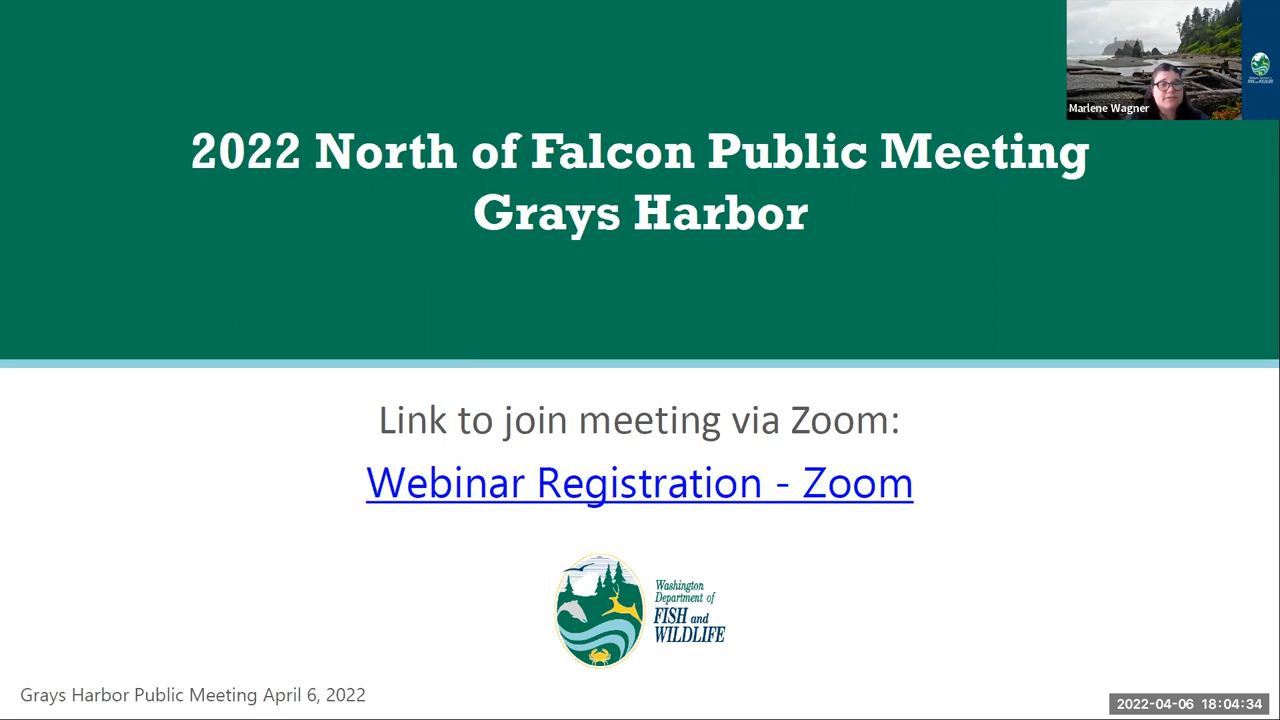 Marlene Wagner
2022 North of Falcon Public Meeting
Grays Harbor
Link to join meeting via Zoom:
Webinar Registration - Zoom
Washington
Department of
FISH and
WILDLIFE
Grays Harbor Public Meeting April 6, 2022
2022-04-06 18:04:34